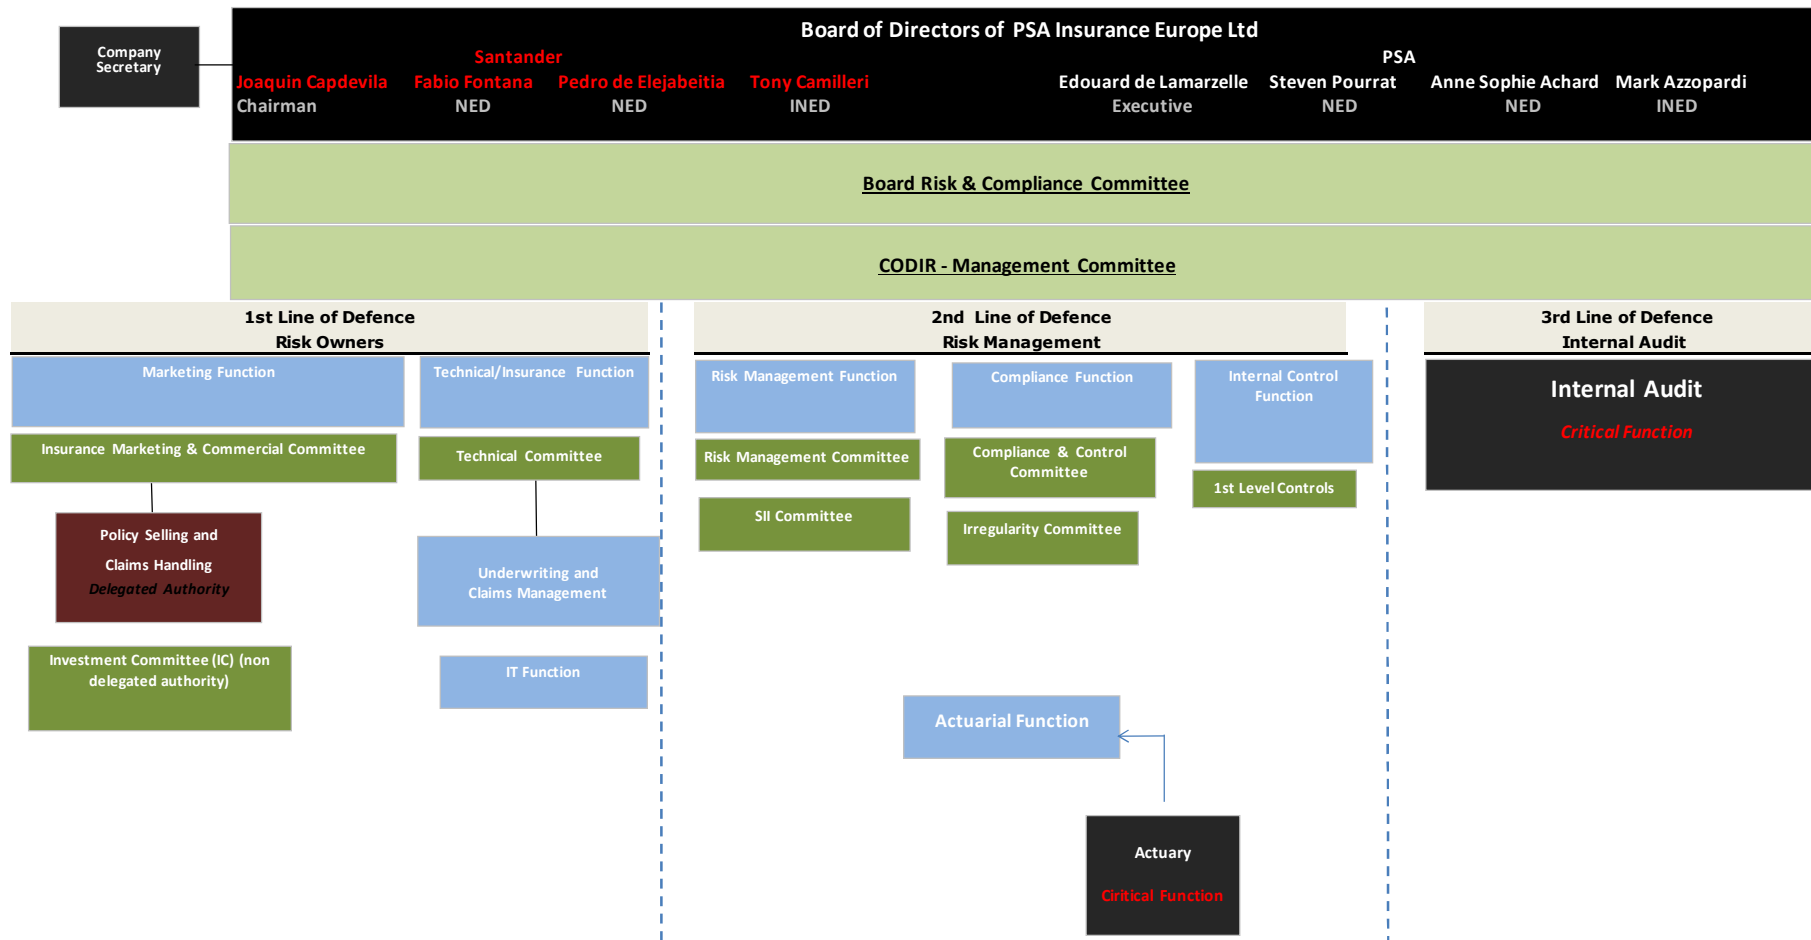 Company
Secretary
Board of Directors of PSA Insurance Europe Ltd
Santander PSA
Joaquin Capdevila Fabio Fontana Pedro de Elejabeitia Tony Camilleri Edouard de Lamarzelle Steven Pourrat Anne Sophie Achard Mark Azzopardi
Chairman NED NED INED Executive NED NED INED
Board Risk & Compliance Committee
CODIR - Management Committee
1st Line of Defence
Risk Owners
2nd Line of Defence
Risk Management
3rd Line of Defence
Internal Audit
Marketing Function
Technical/Insurance Function
Insurance Marketing & Commercial Committee
Technical Committee
Policy Selling and
Claims Handling
Delegated Authority
Underwriting and
Claims Management
Investment Committee (IC) (non
delegated authority)
IT Function
Risk Management Function
Compliance Function
Internal Control
Function
Risk Management Committee
Compliance & Control
Committee
1st Level Controls
SII Committee
Irregularity Committee
Actuarial Function
Actuary
Ciritical Function
Internal Audit
Critical Function